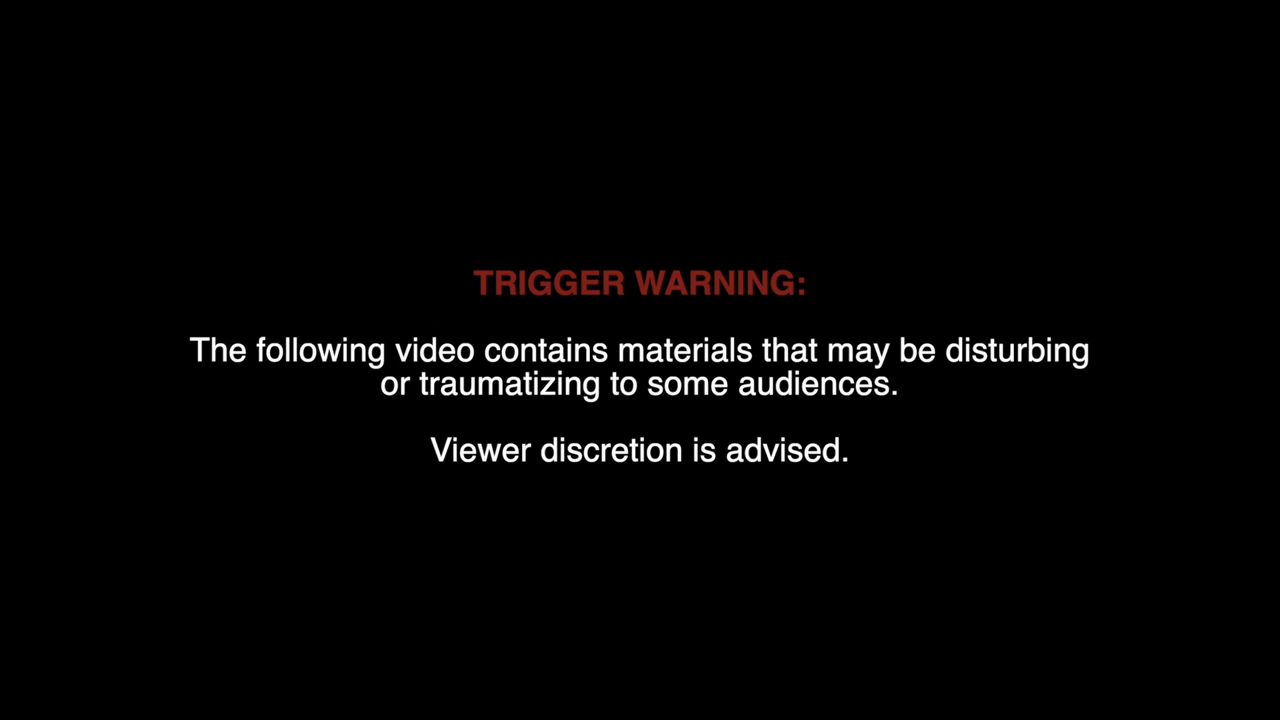 TRIGGER WARNING:
The following video contains materials that may be disturbing
or traumatizing to some audiences.
Viewer discretion is advised.